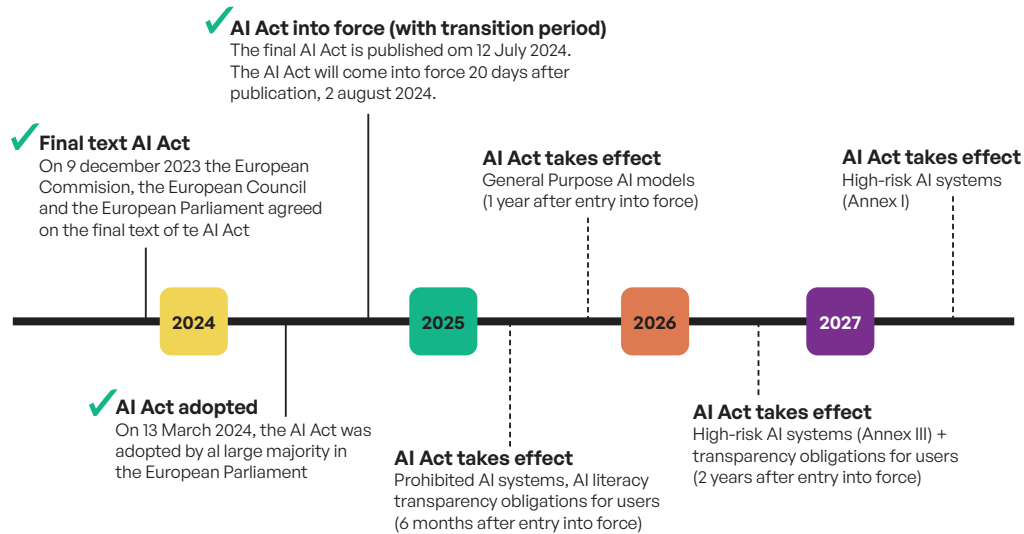 AI Act into force (with transition period)
The final AI Act is published om 12 July 2024.
The AI Act will come into force 20 days after
publication, 2 august 2024.
Final text AI Act
On 9 december 2023 the European
Commision, the European Council
and the European Parliament agreed
on the final text of te AI Act
AI Act takes effect
General Purpose AI models
(1 year after entry into force)
AI Act takes effect
High-risk AI systems
(Annex I)
2024
2025
2026
2027
AI Act adopted
On 13 March 2024, the AI Act was
adopted by al large majority in
the European Parliament
AI Act takes effect
Prohibited AI systems, AI literacy
transparency obligations for users
(6 months after entry into force)
AI Act takes effect
High-risk AI systems (Annex III) +
transparency obligations for users
(2 years after entry into force)